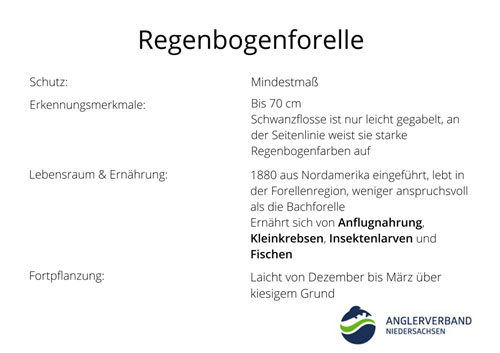 Regenbogenforelle
Schutz: Mindestmaß
Erkennungsmerkmale: Bis 70 cm
Schwanzflosse ist nur leicht gegabelt, an
der Seitenlinie weist sie starke
Regenbogenfarben auf
Lebensraum & Ernährung: 1880 aus Nordamerika eingeführt, lebt in
der Forellenregion, weniger anspruchsvoll
als die Bachforelle
Ernährt sich von Anflugnahrung,
Kleinkrebsen, Insektenlarven und
Fischen
Fortpflanzung: Laicht von Dezember bis März über
kiesigem Grund
ANGLERVERBAND
NIEDERSACHSEN